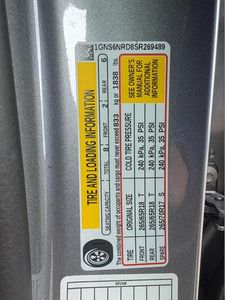 1GNS6NRD6SR269489
TIRE AND LOADING INFORMATION
SEATING CAPACITY TOTAL 8 FRONT 2 REAR 6
The combined weight of occupants and cargo must never exceed 833 kg or 1838 lbs
TIRE ORIGINAL SIZE COLD TIRE PRESSURE
FRONT 265/65R18 T 240 kPa, 35 PSI
REAR 265/65R18 T 240 kPa, 35 PSI
SPARE 265/70R17 S 240 kPa, 35 PSI
SEE OWNER'S
MANUAL FOR
ADDITIONAL
INFORMATION